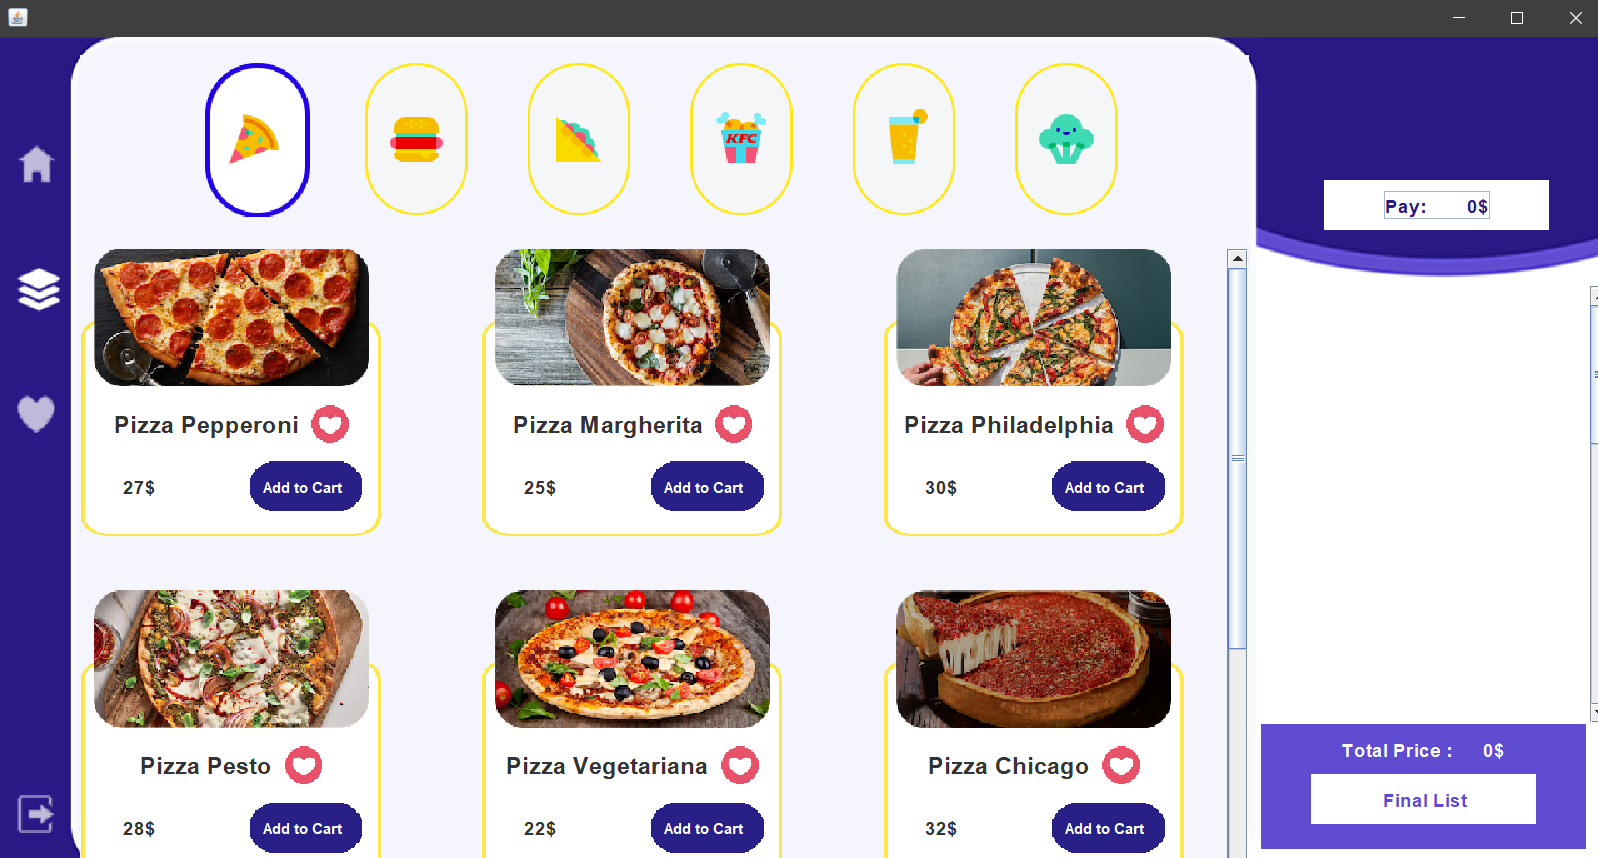 KFC
Pay: 0$
Pizza Pepperoni
Pizza Margherita
Pizza Philadelphia
27$ Add to Cart
25$ Add to Cart
30$ Add to Cart
Pizza Pesto
Pizza Vegetariana
Pizza Chicago
28$ Add to Cart
22$ Add to Cart
32$ Add to Cart
Total Price : 0$
Final List